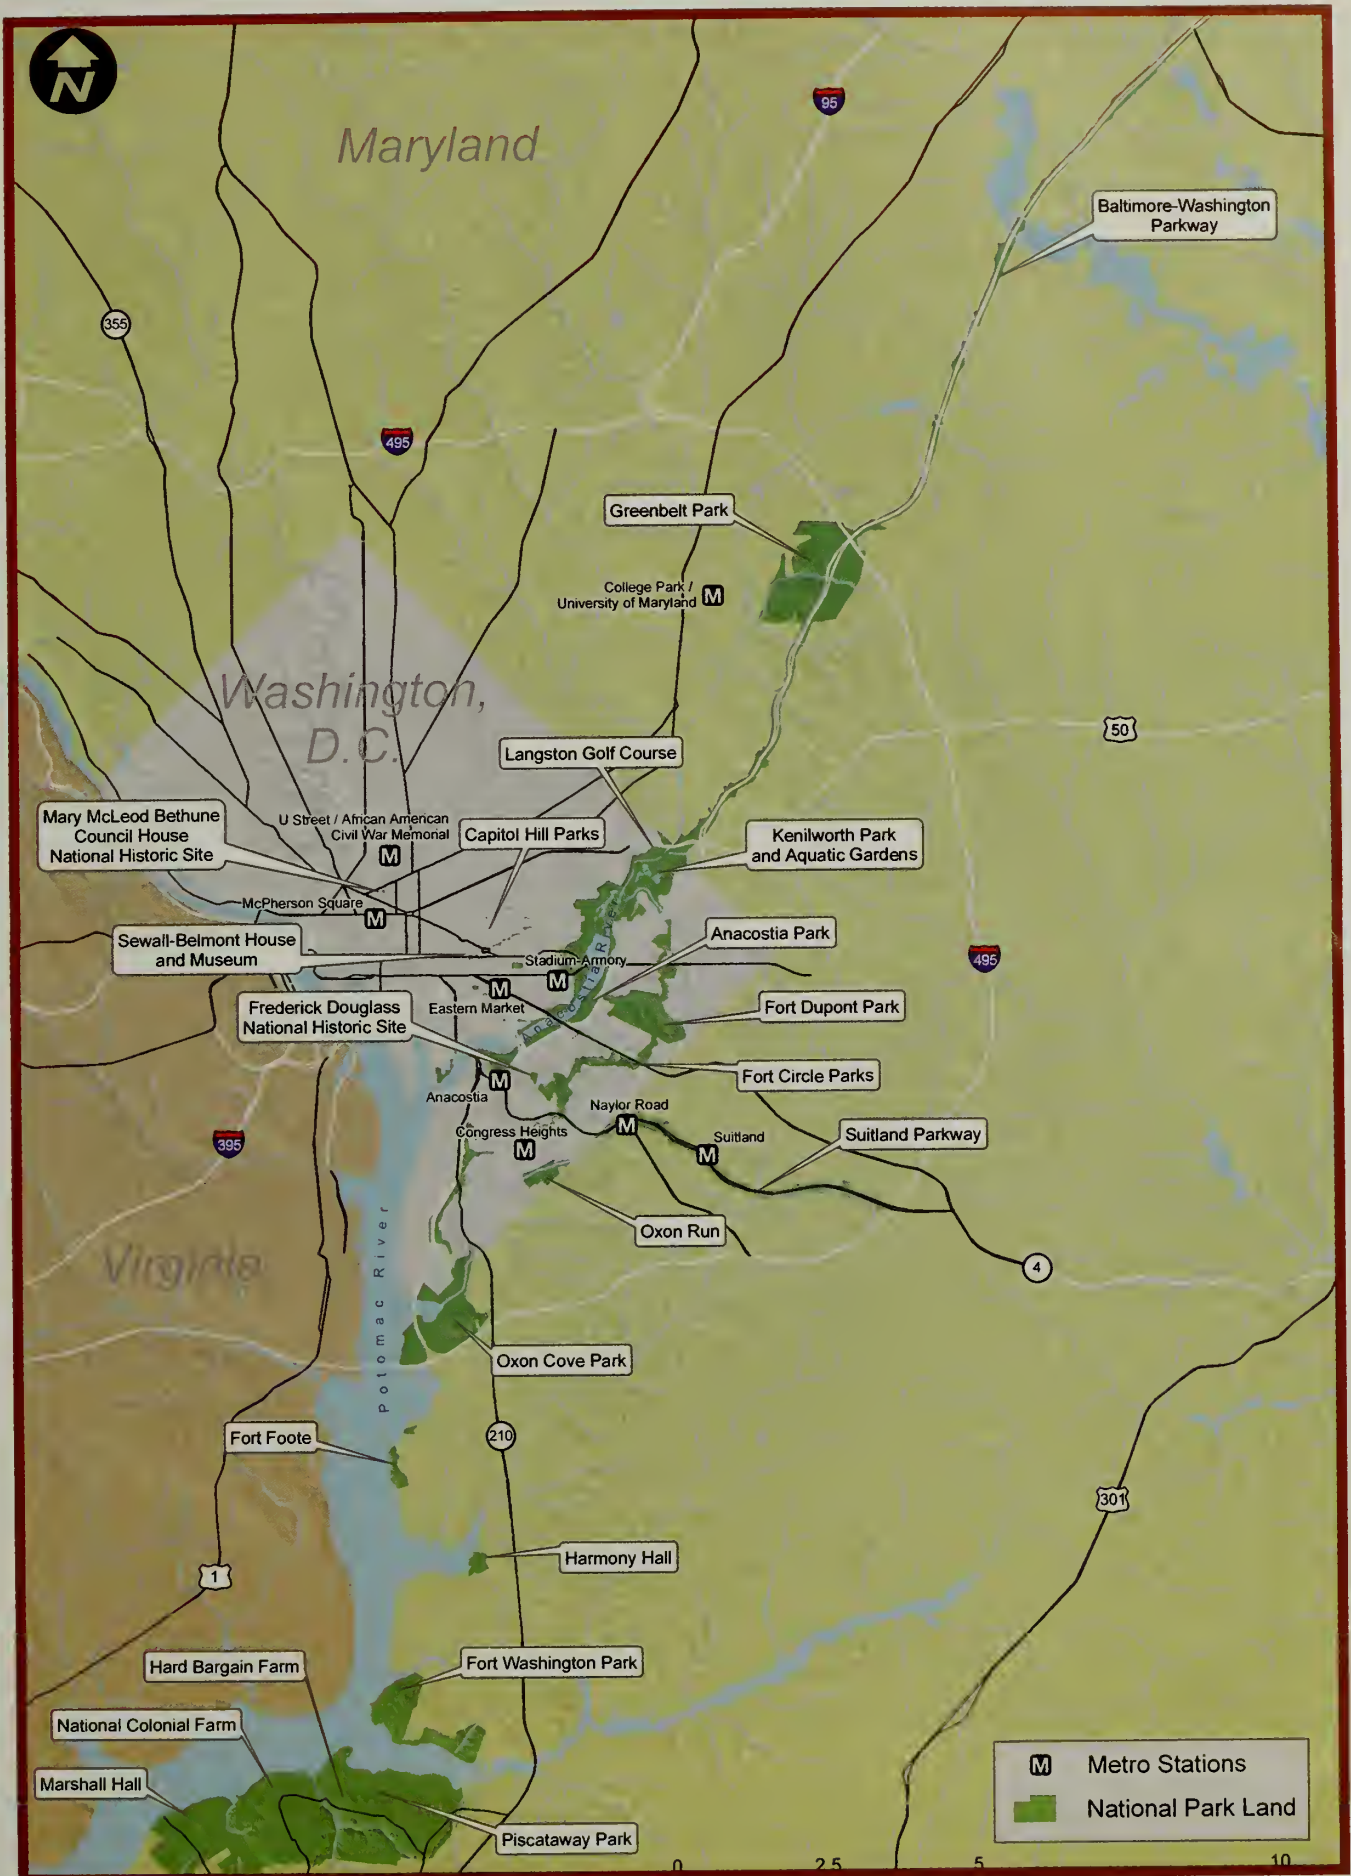 N
Maryland
95
Baltimore-Washington
Parkway
355
495
Greenbelt Park
College Park /
University of Maryland
M
Washington,
D.C.
50
Langston Golf Course
Mary McLeod Bethune
Council House
National Historic Site
U Street / African American
Civil War Memorial
M
Capitol Hill Parks
Kenilworth Park
and Aquatic Gardens
McPherson Square
M
Sewall-Belmont House
and Museum
Anacostia Park
Stadium-Armory
M
495
Eastern Market
M
Anacostia River
Frederick Douglass
National Historic Site
Fort Dupont Park
Fort Circle Parks
Anacostia
M
Naylor Road
M
Congress Heights
M
Suitland
M
Suitland Parkway
395
Oxon Run
Virginia
Potomac River
4
Oxon Cove Park
Fort Foote
210
301
Harmony Hall
1
Hard Bargain Farm
Fort Washington Park
National Colonial Farm
Marshall Hall
Piscataway Park
M Metro Stations
National Park Land
0 2.5 5 10